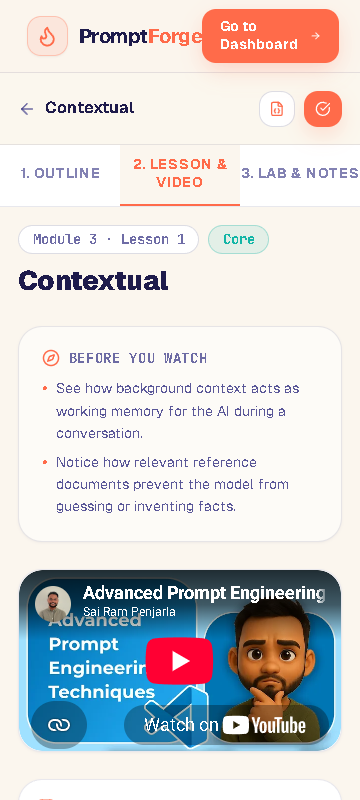 PromptForge
Go to
Dashboard
Contextual
1. OUTLINE
2. LESSON &
VIDEO
3. LAB & NOTES
Module 3 · Lesson 1
Core
Contextual
BEFORE YOU WATCH
• See how background context acts as
working memory for the AI during a
conversation.
• Notice how relevant reference
documents prevent the model from
guessing or inventing facts.
Advanced Prompt Engineering
Sai Ram Penjarla
Advanced
Prompt
Engineering
Techniques
Watch on YouTube